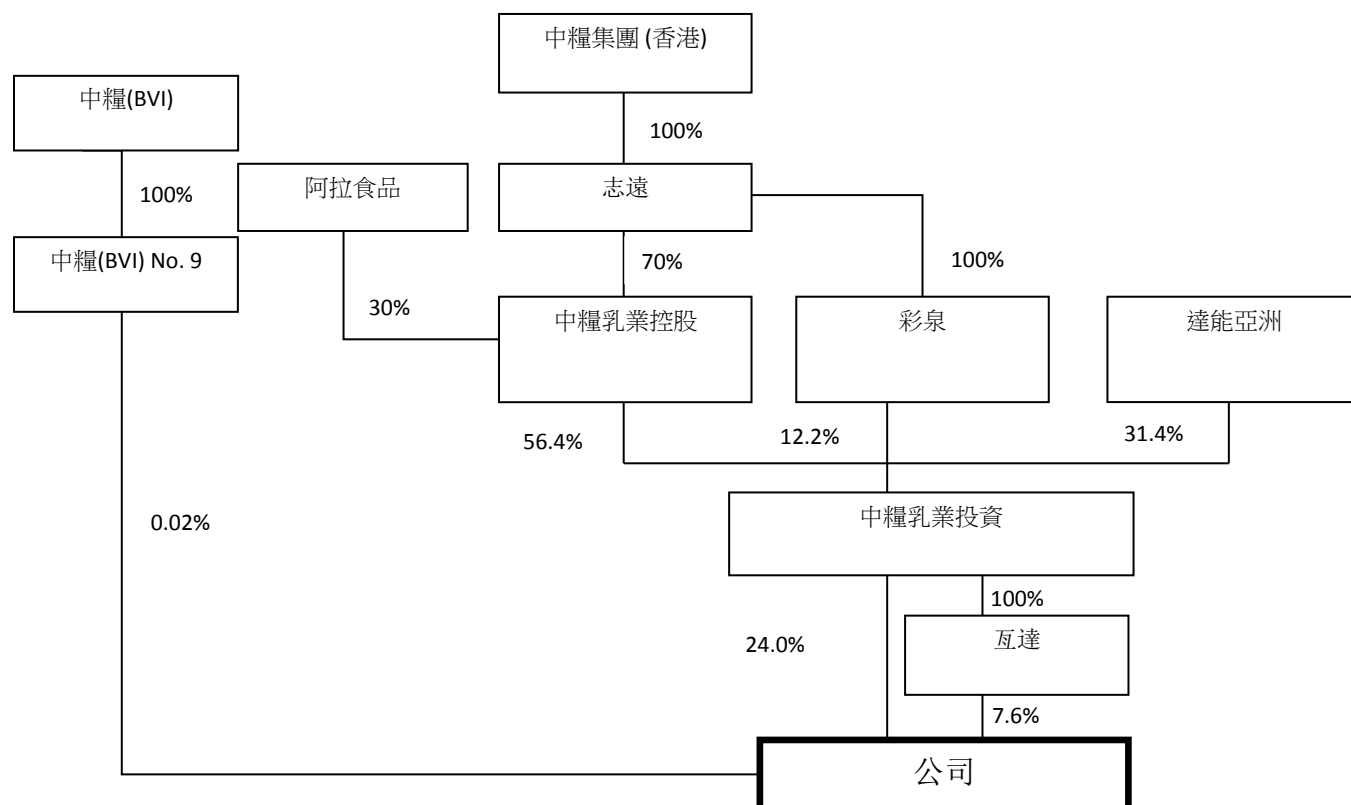 中糧集團 (香港)
中糧(BVI)
100%
阿拉食品
志遠
100%
中糧(BVI) No. 9
70%
100%
30%
中糧乳業控股
彩泉
達能亞洲
56.4%
12.2%
31.4%
中糧乳業投資
0.02%
100%
24.0%
亙達
7.6%
公司